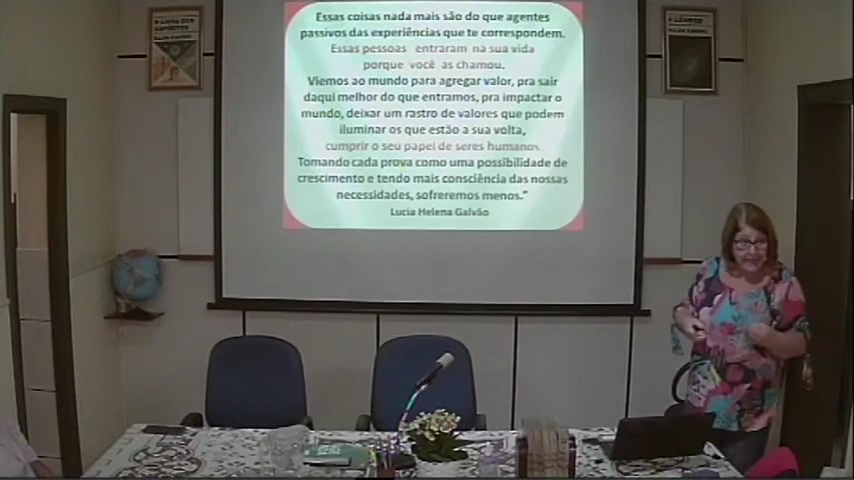 Essas coisas nada mais são do que agentes
passivos das experiências que te correspondem.
Essas pessoas entraram na sua vida
porque você as chamou.
Viemos ao mundo para agregar valor, pra sair
daqui melhor do que entramos, pra impactar o
mundo, deixar um rastro de valores que podem
iluminar os que estão a sua volta,
cumprir o seu papel de seres humanos.
Tomando cada prova como uma possibilidade de
crescimento e tendo mais consciência das nossas
necessidades, sofreremos menos.”
Lucia Helena Galvão
O LIVRO DOS
ESPÍRITOS